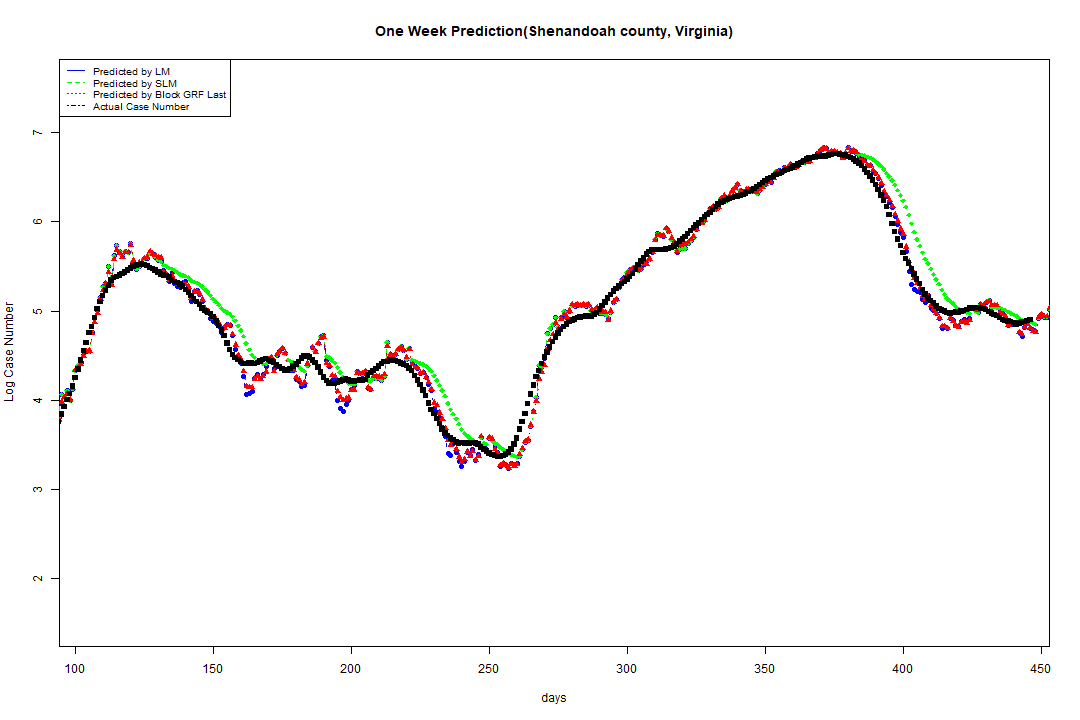 One Week Prediction(Shenandoah county, Virginia)
Predicted by LM
Predicted by SLM
Predicted by Block GRF Last
Actual Case Number
Log Case Number
7
6
5
4
3
2
100 150 200 250 300 350 400 450
days